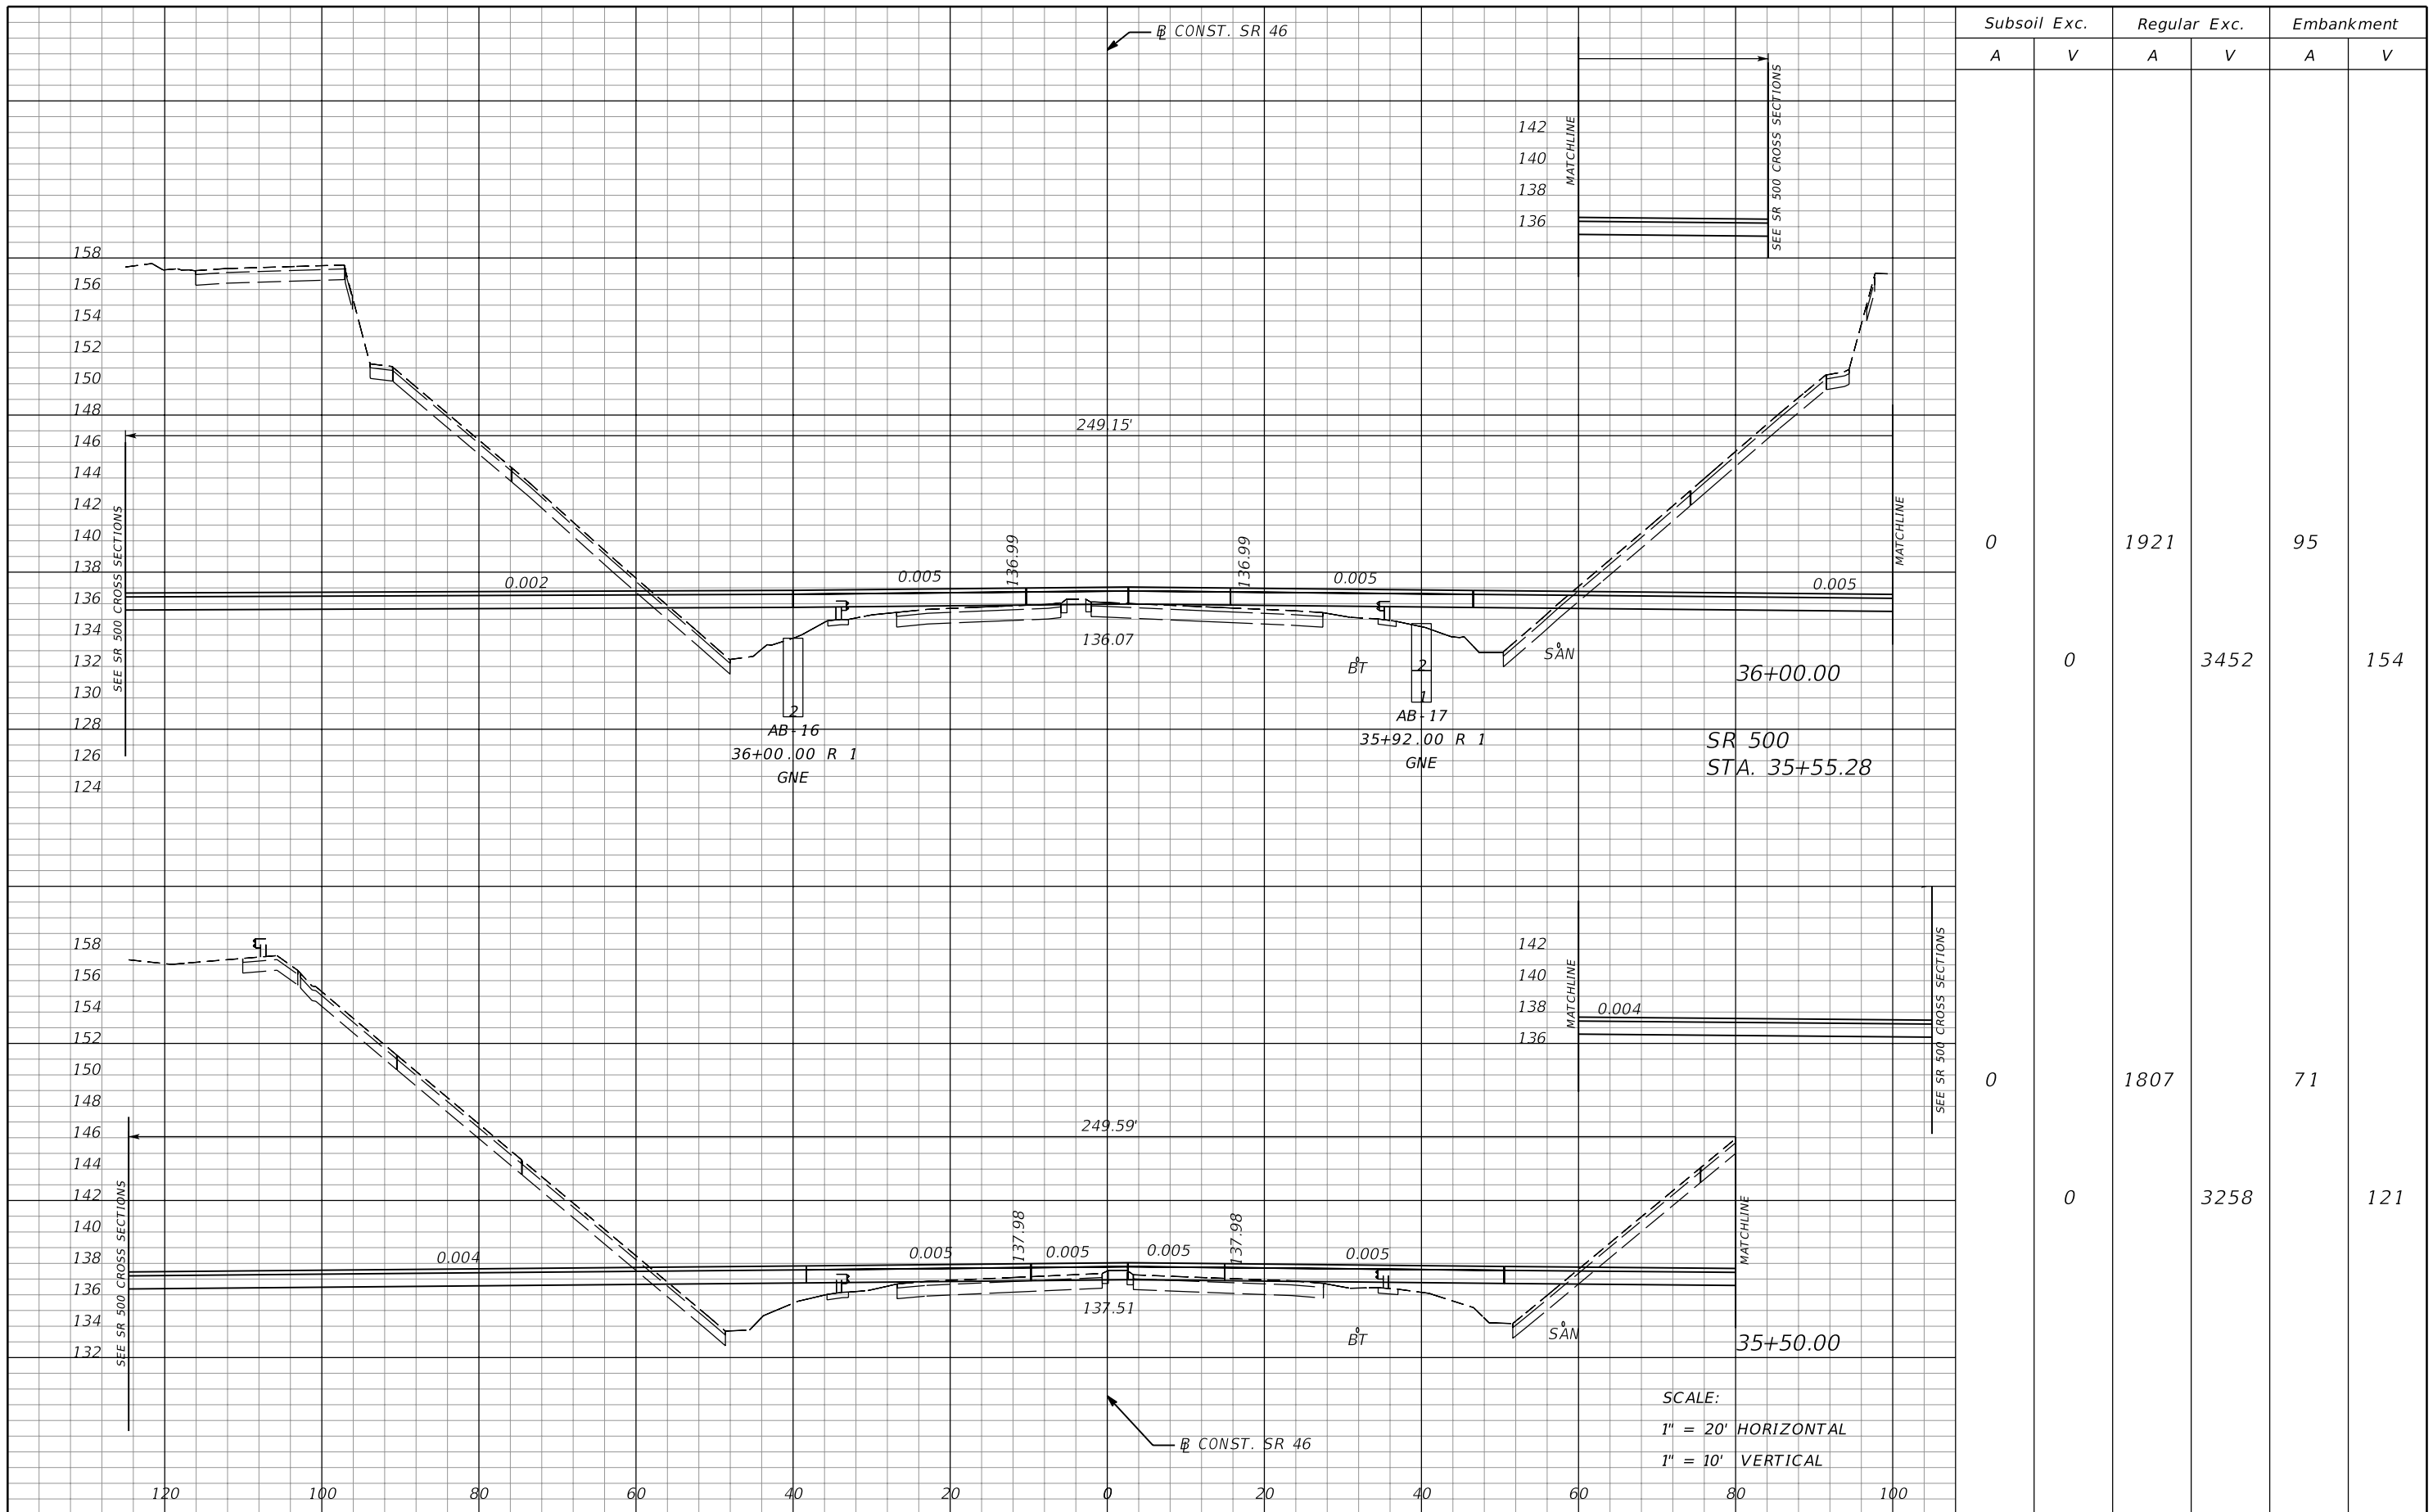 Subsoil Exc. Regular Exc. Embankment
A V A V A V
℄ CONST. SR 46
142
140
138
136
MATCHLINE
SEE SR 500 CROSS SECTIONS
158
156
154
152
150
148
146
144
142
140
138
136
134
132
130
128
126
124
SEE SR 500 CROSS SECTIONS
249.15'
MATCHLINE
0.002
0.005
136.99
136.99
0.005
0.005
136.07
BT
SAN
2
2
1
AB-16
36+00.00 R 1
GNE
AB-17
35+92.00 R 1
GNE
36+00.00
SR 500
STA. 35+55.28
0 1921 95
0 3452 154
158
156
154
152
150
148
146
144
142
140
138
136
134
132
SEE SR 500 CROSS SECTIONS
142
140
138
136
MATCHLINE
0.004
SEE SR 500 CROSS SECTIONS
249.59'
MATCHLINE
0.004
0.005
137.98
0.005
0.005
137.98
0.005
137.51
BT
SAN
35+50.00
0 1807 71
0 3258 121
℄ CONST. SR 46
SCALE:
1" = 20' HORIZONTAL
1" = 10' VERTICAL
120 100 80 60 40 20 0 20 40 60 80 100